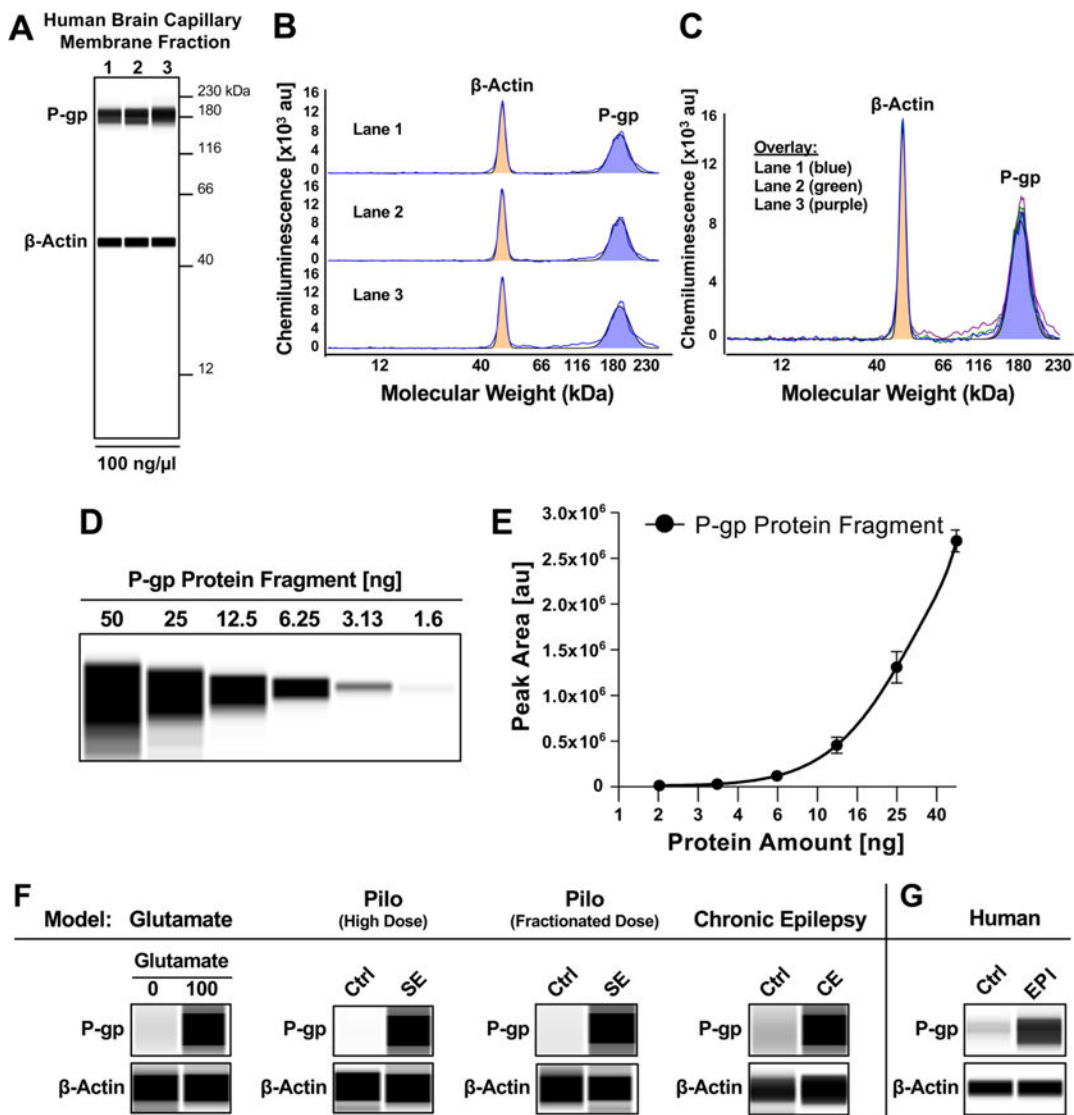 A
Human Brain Capillary
Membrane Fraction
1 2 3
P-gp
β-Actin
230 kDa
180
116
66
40
12
100 ng/µl
B
β-Actin
P-gp
Chemiluminescence [x10³ au]
16
12
8
4
0
Lane 1
16
12
8
4
0
Lane 2
16
12
8
4
0
Lane 3
12 40 66 116 180 230
Molecular Weight (kDa)
C
β-Actin
P-gp
Chemiluminescence [x10³ au]
16
12
8
4
0
Overlay:
Lane 1 (blue)
Lane 2 (green)
Lane 3 (purple)
12 40 66 116 180 230
Molecular Weight (kDa)
D
P-gp Protein Fragment [ng]
50 25 12.5 6.25 3.13 1.6
E
P-gp Protein Fragment
Peak Area [au]
3.0x10⁶
2.5x10⁶
1.5x10⁶
1.0x10⁶
0.5x10⁶
0
1 2 3 4 6 10 16 25 40
Protein Amount [ng]
F
Model: Glutamate
Glutamate
0 100
P-gp
β-Actin
Pilo
(High Dose)
Ctrl SE
P-gp
β-Actin
Pilo
(Fractionated Dose)
Ctrl SE
P-gp
β-Actin
Chronic Epilepsy
Ctrl CE
P-gp
β-Actin
G
Human
Ctrl EPI
P-gp
β-Actin